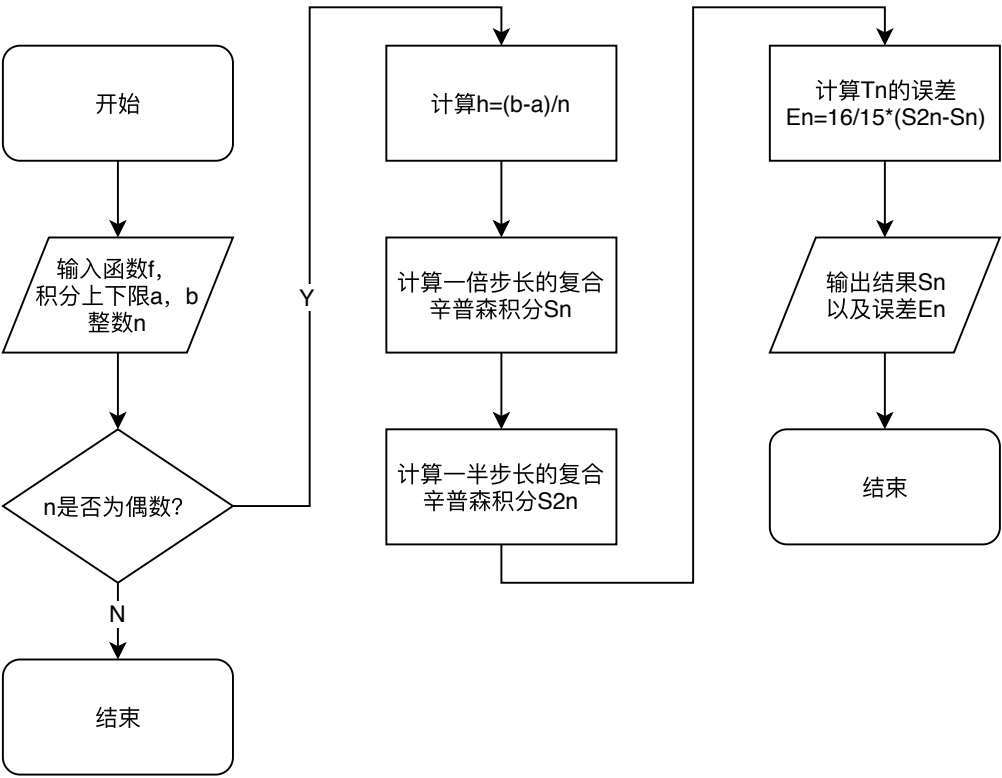 开始
输入函数f，
积分上下限a，b
整数n
n是否为偶数?
N
结束
Y
计算h=(b-a)/n
计算一倍步长的复合
辛普森积分Sn
计算一半步长的复合
辛普森积分S2n
计算Tn的误差
En=16/15*(S2n-Sn)
输出结果Sn
以及误差En
结束